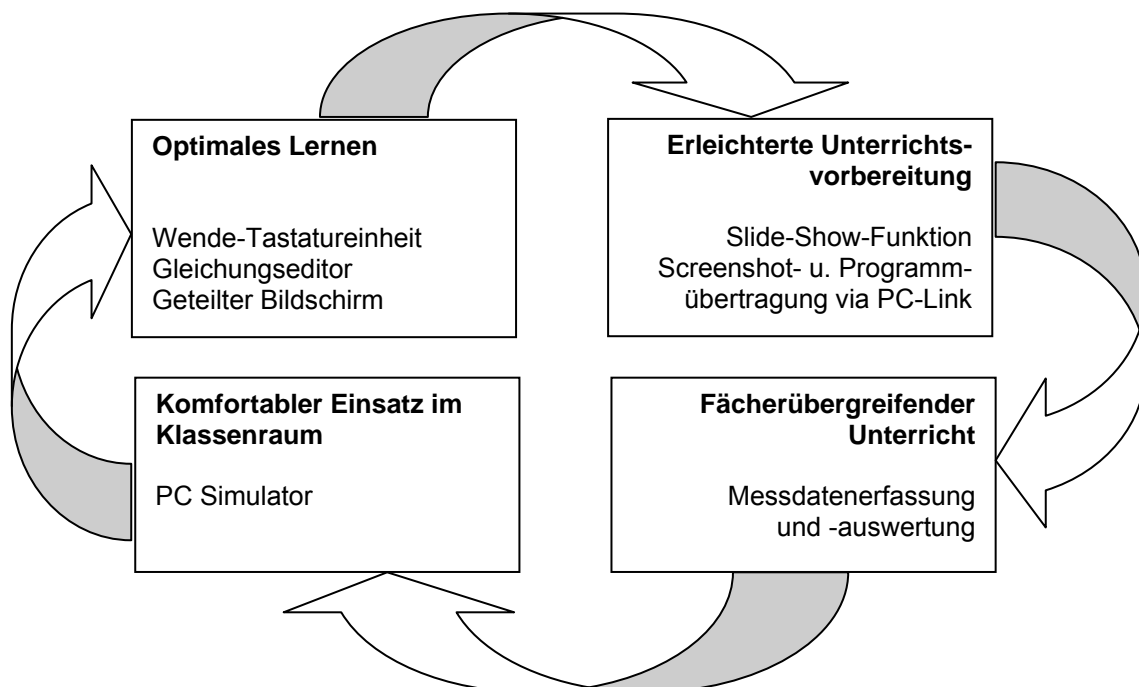 Optimales Lernen
Wende-Tastatureinheit
Gleichungseditor
Geteilter Bildschirm
Erleichterte Unterrichts-
vorbereitung
Slide-Show-Funktion
Screenshot- u. Programm-
übertragung via PC-Link
Komfortabler Einsatz im
Klassenraum
PC Simulator
Fächerübergreifender
Unterricht
Messdatenerfassung
und -auswertung